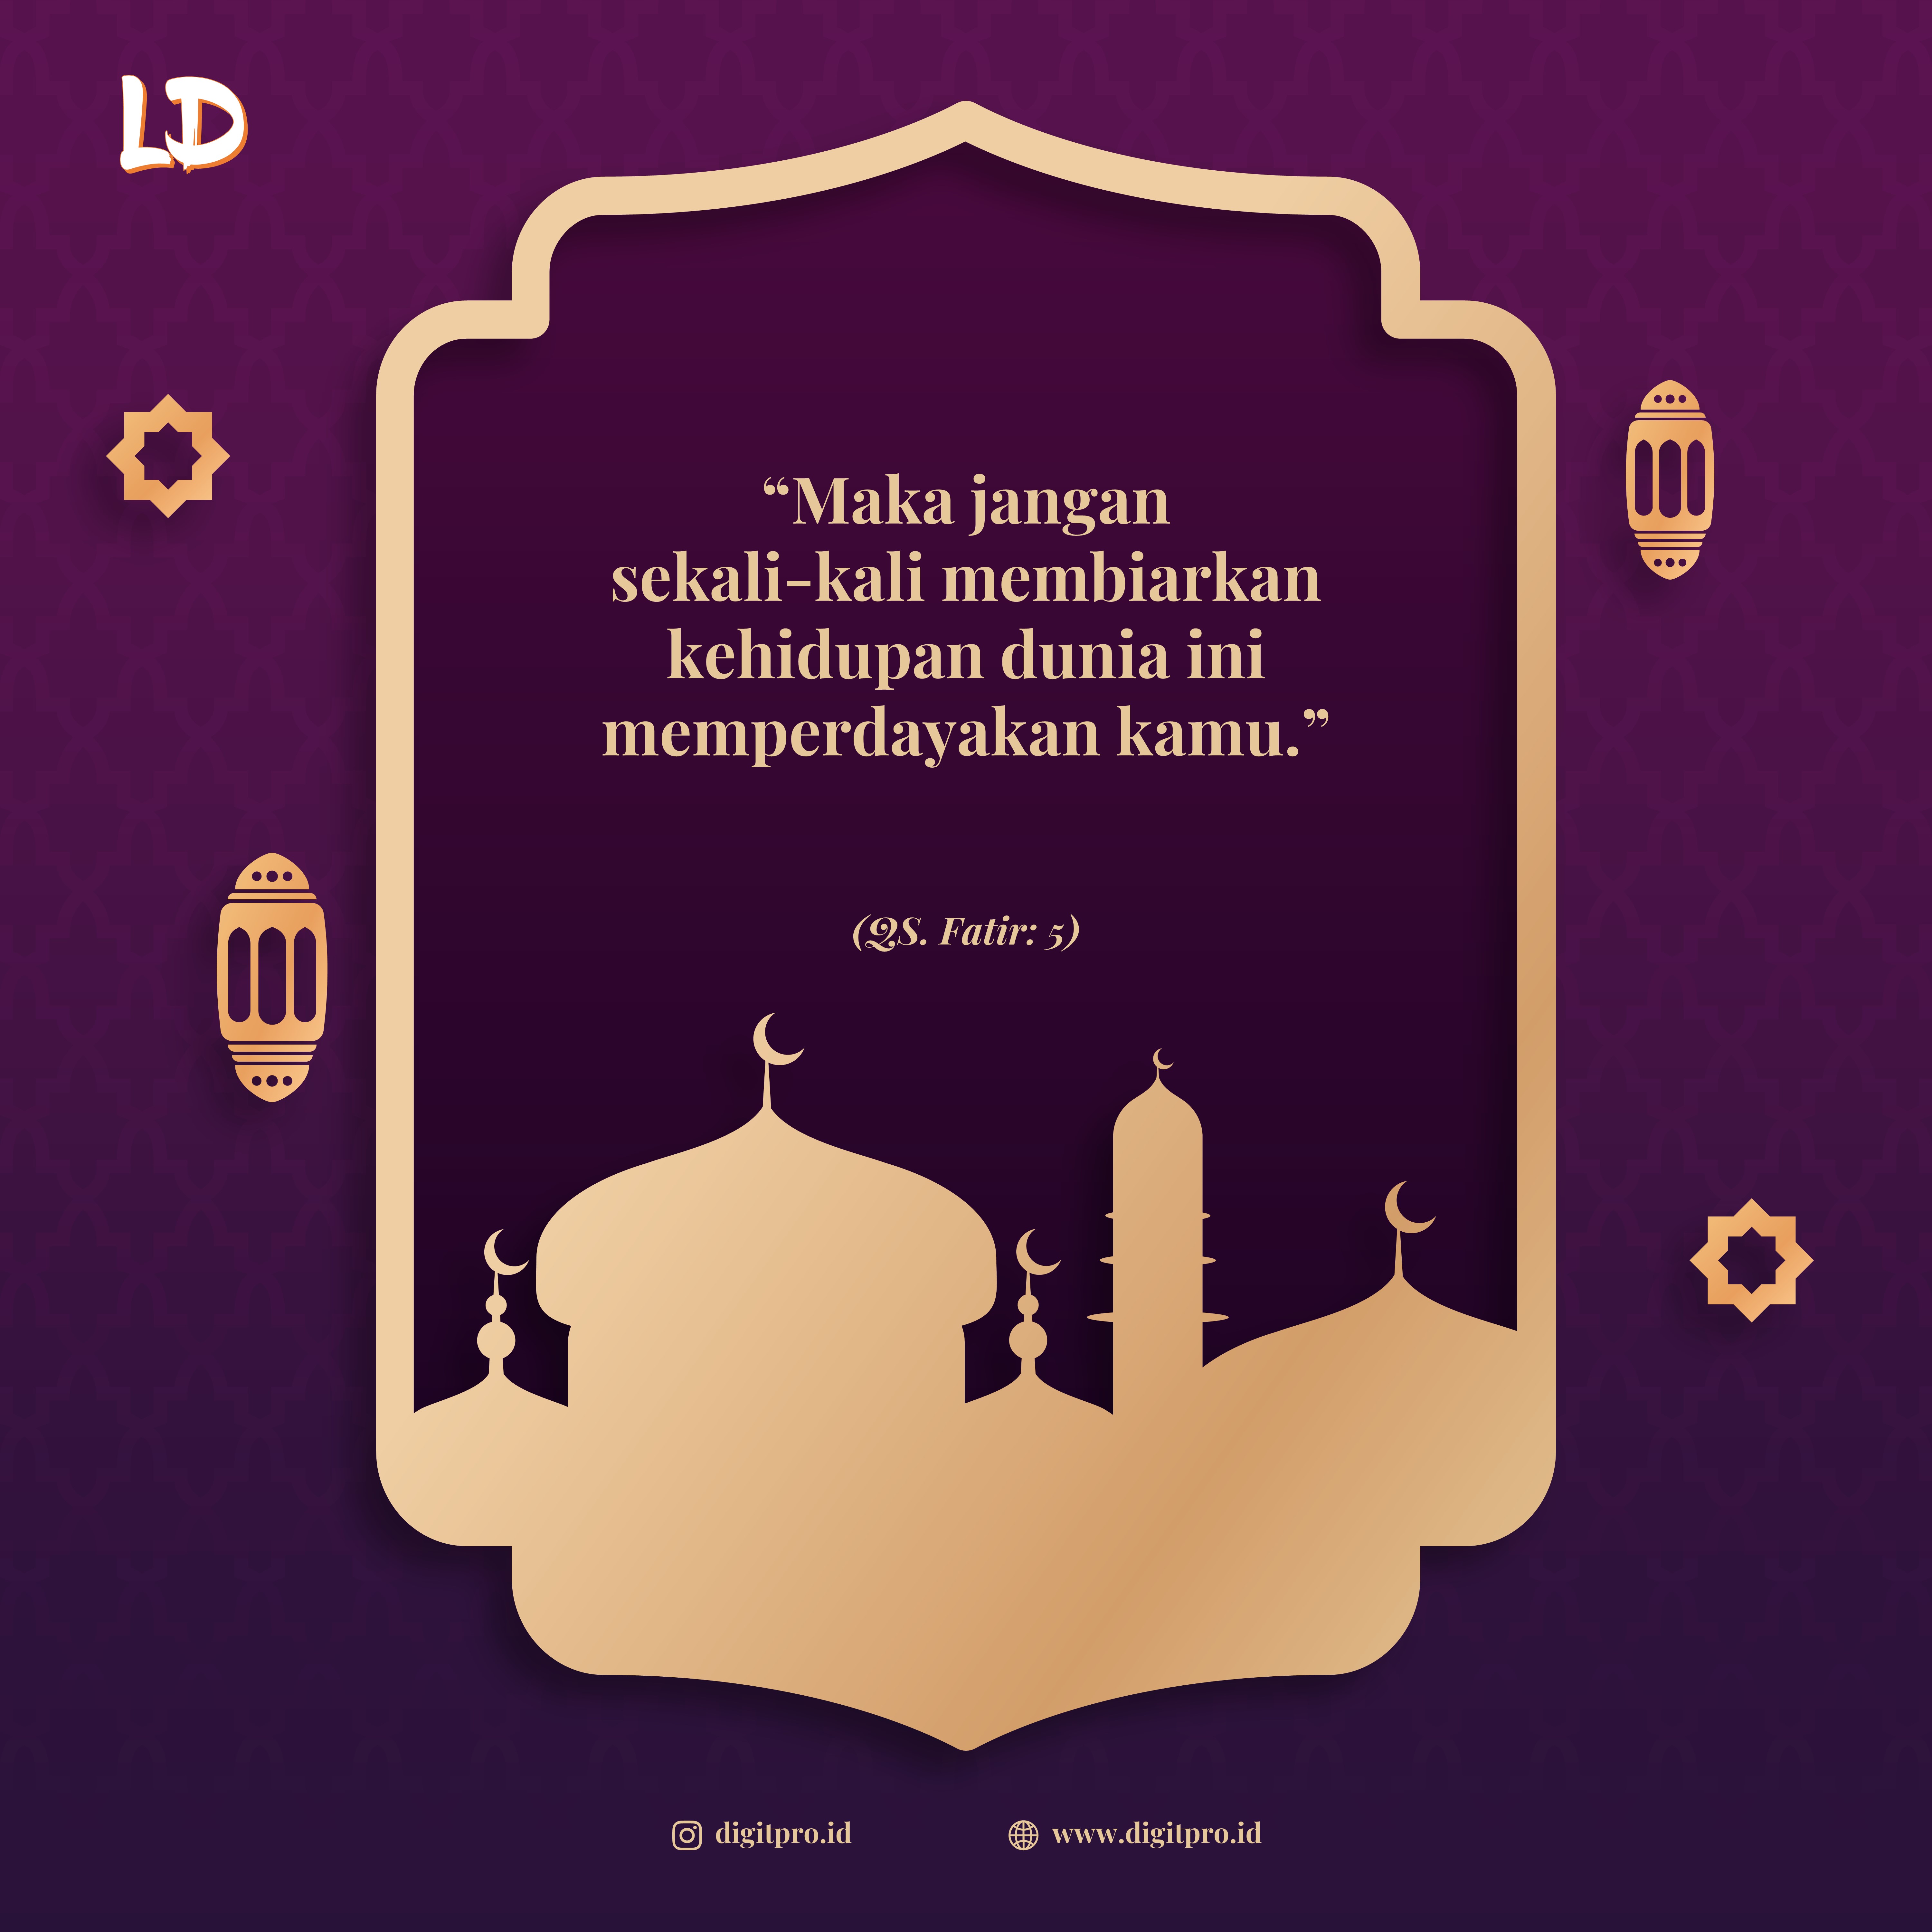 LD
“Maka jangan
sekali-kali membiarkan
kehidupan dunia ini
memperdayakan kamu.”
(QS. Fatir: 5)
digitpro.id
www.digitpro.id